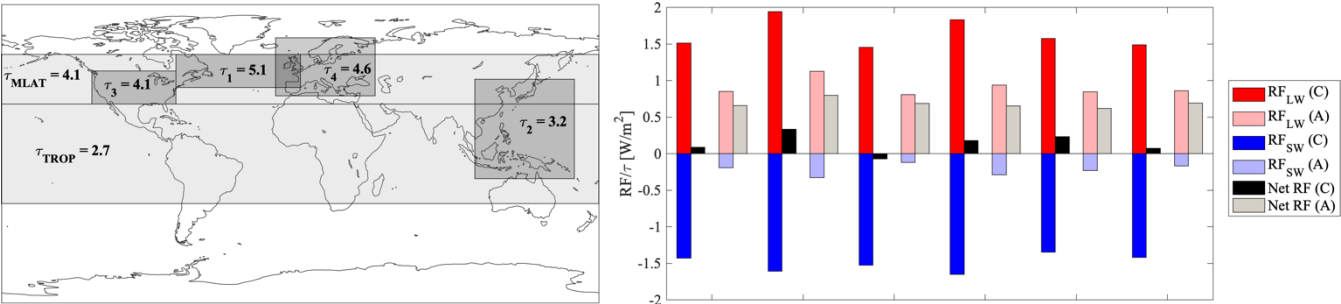 τMLAT = 4.1
τ3 = 4.1
τ1 = 5.1
τ4 = 4.6
τ2 = 3.2
τTROP = 2.7
RF/τ [W/m²]
2
1.5
1
0.5
0
-0.5
-1
-1.5
-2
RFLW (C)
RFLW (A)
RFSW (C)
RFSW (A)
Net RF (C)
Net RF (A)